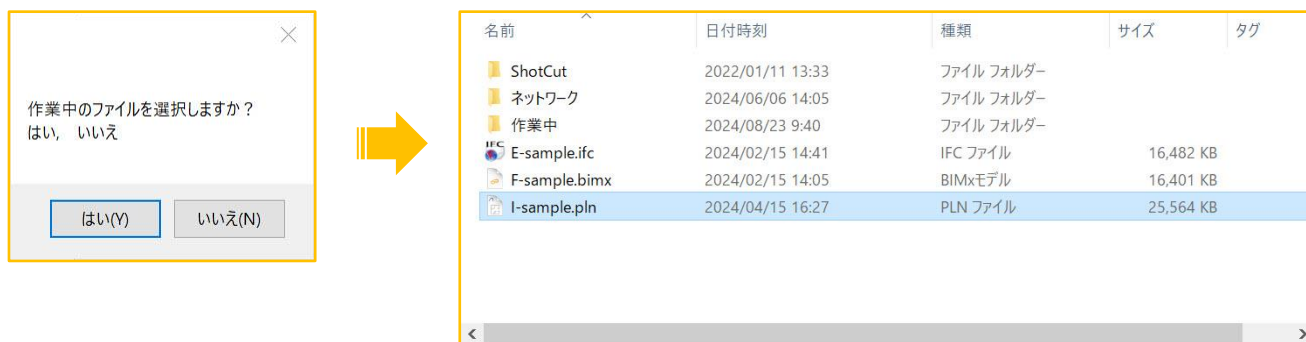 作業中のファイルを選択しますか？
はい, いいえ
はい(Y) いいえ(N)
名前 日付時刻 種類 サイズ タグ
ShotCut 2022/01/11 13:33 ファイル フォルダー
ネットワーク 2024/06/06 14:05 ファイル フォルダー
作業中 2024/08/23 9:40 ファイル フォルダー
IFC E-sample.ifc 2024/02/15 14:41 IFC ファイル 16,482 KB
F-sample.bimx 2024/02/15 14:05 BIMxモデル 16,401 KB
I-sample.pln 2024/04/15 16:27 PLN ファイル 25,564 KB